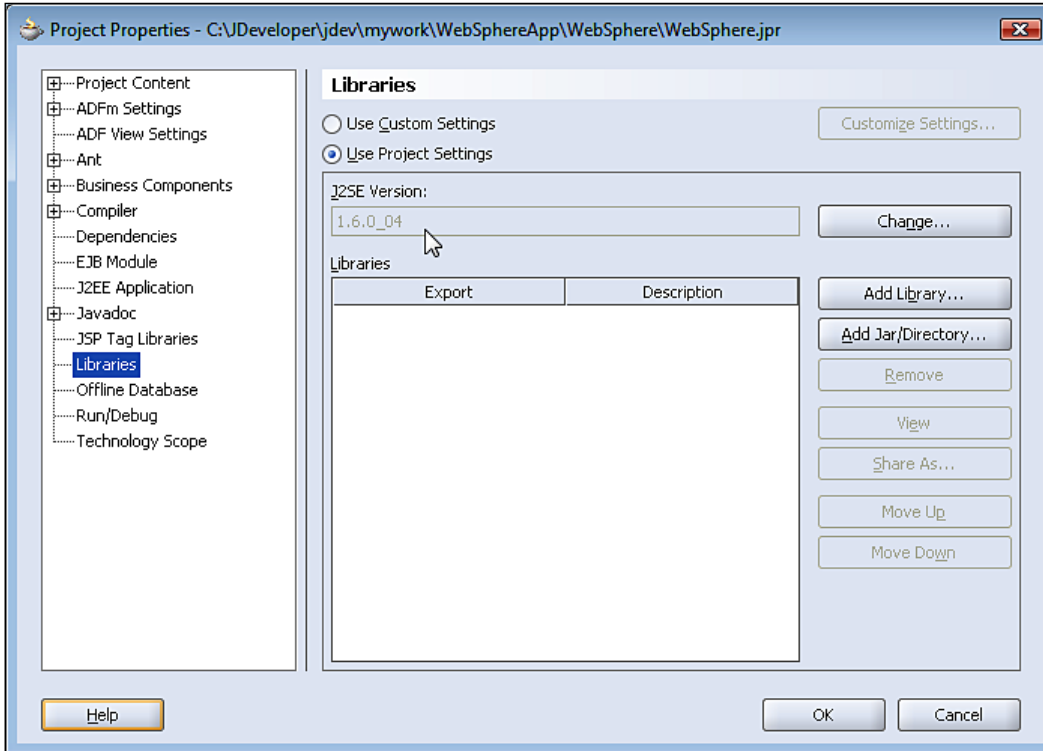 Project Properties - C:\JDeveloper\jdev\mywork\WebSphereApp\WebSphere\WebSphere.jpr
Project Content
ADFm Settings
ADF View Settings
Ant
Business Components
Compiler
Dependencies
EJB Module
J2EE Application
Javadoc
JSP Tag Libraries
Libraries
Offline Database
Run/Debug
Technology Scope
Libraries
Use Custom Settings
Customize Settings...
Use Project Settings
J2SE Version:
1.6.0_04
Change...
Libraries
Export Description
Add Library...
Add Jar/Directory...
Remove
View
Share As...
Move Up
Move Down
Help
OK
Cancel